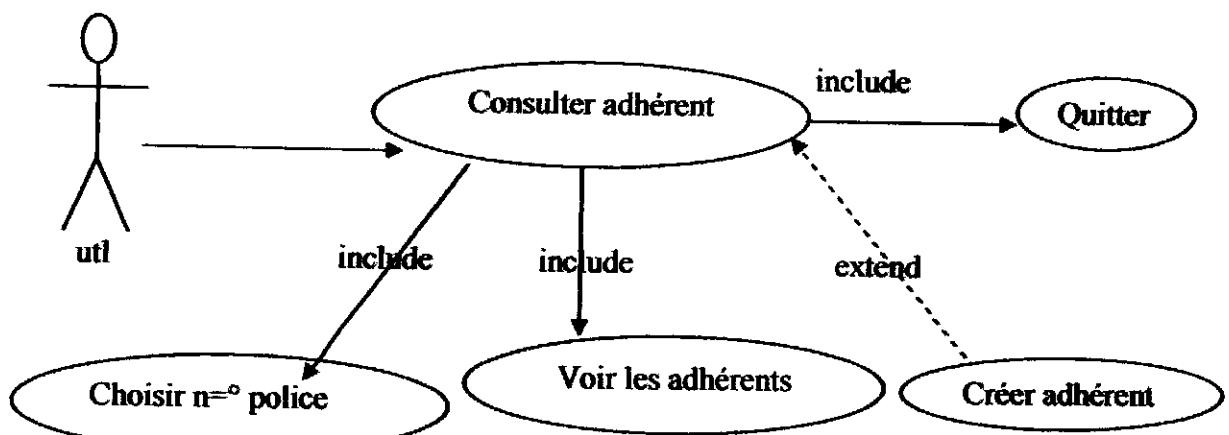 Consulter adhérent
include
Quitter
utl
include
include
extend
Choisir n=° police
Voir les adhérents
Créer adhérent